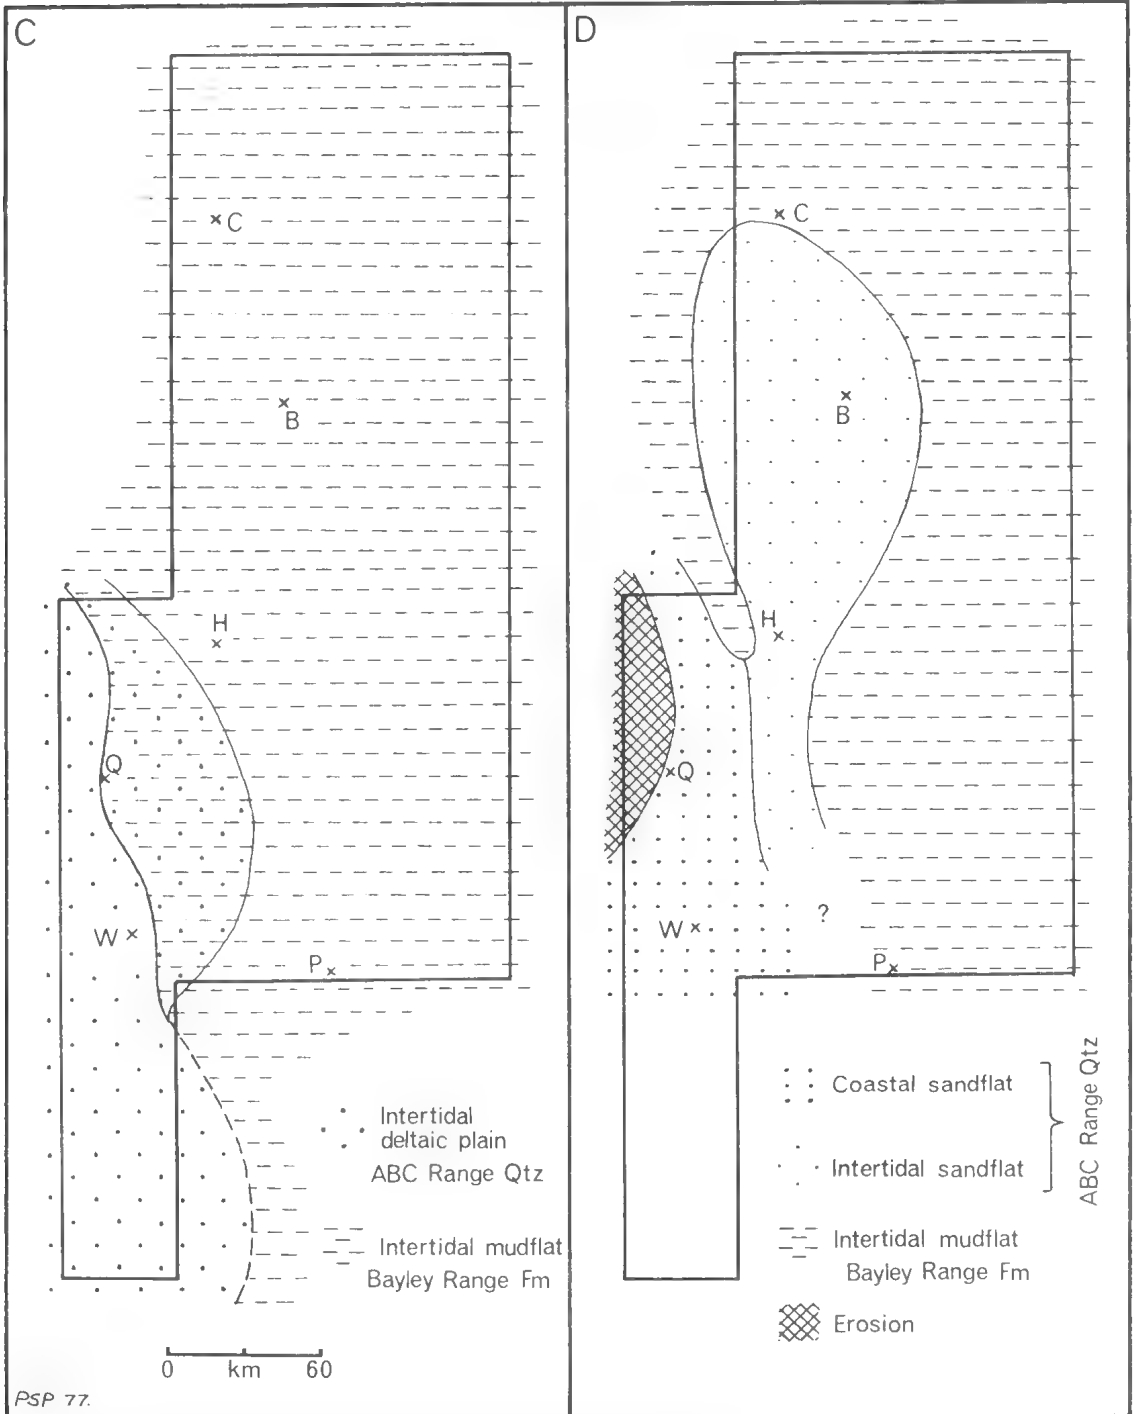 C
C
B
H
Q
W
P
Intertidal
deltaic plain
ABC Range Qtz
Intertidal mudflat
Bayley Range Fm
0 km 60
PSP 77.
D
C
B
H
Q
W
?
P
Coastal sandflat
Intertidal sandflat
ABC Range Qtz
Intertidal mudflat
Bayley Range Fm
Erosion